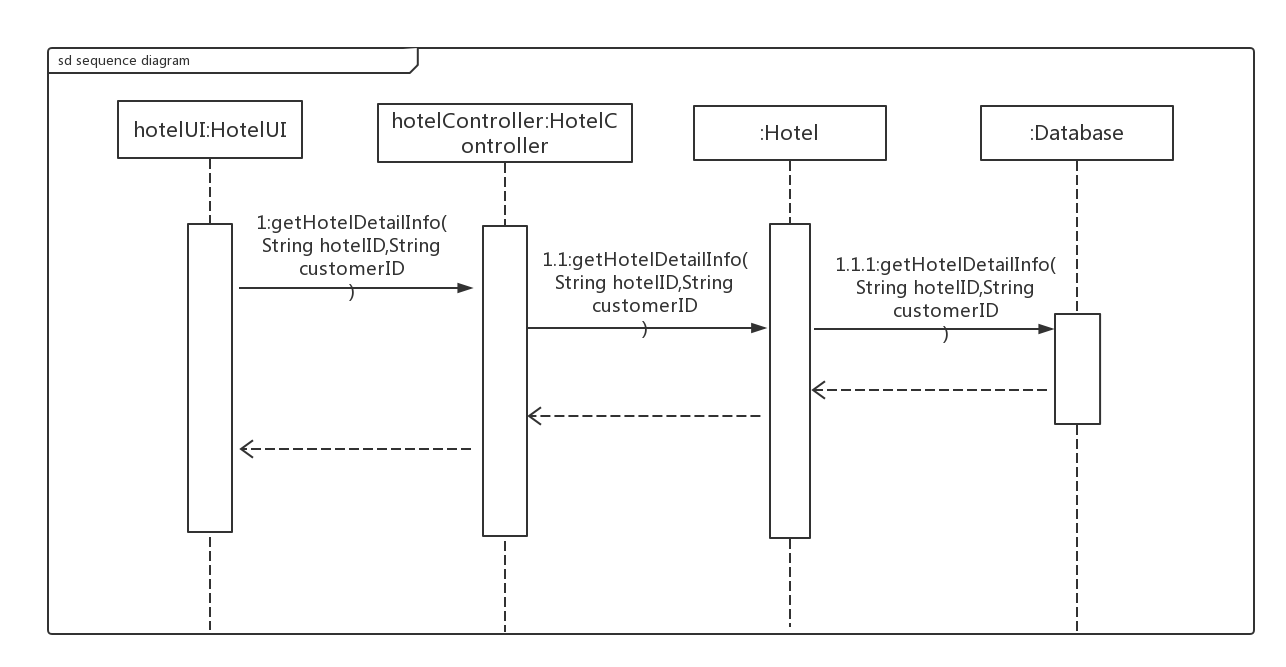 sd sequence diagram
hotelUI:HotelUI
hotelController:HotelC
ontroller
:Hotel
:Database
1:getHotelDetailInfo(
String hotelID,String
customerID
)
1.1:getHotelDetailInfo(
String hotelID,String
customerID
)
1.1.1:getHotelDetailInfo(
String hotelID,String
customerID
)